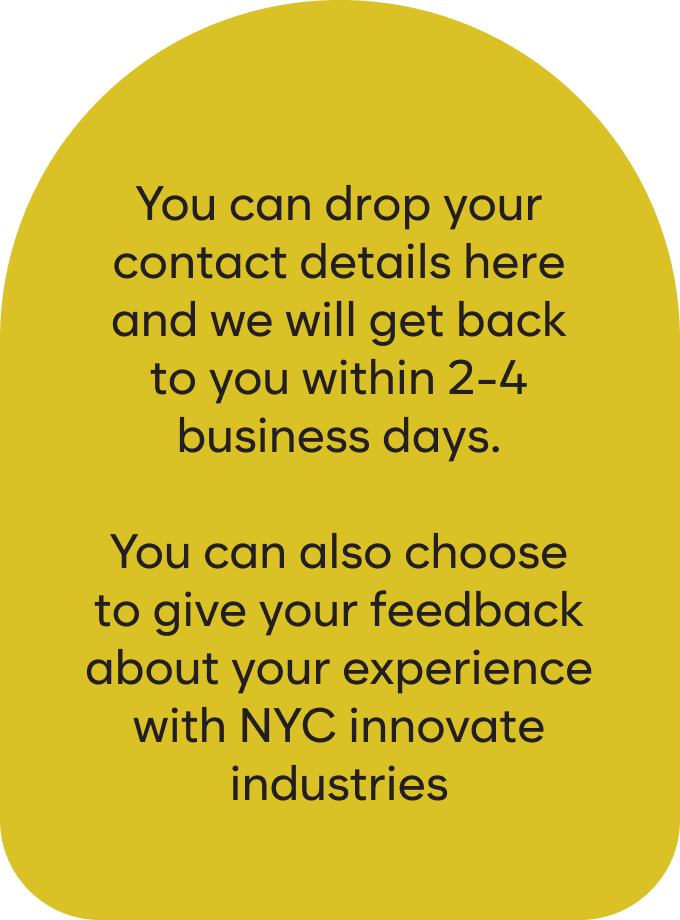 You can drop your
contact details here
and we will get back
to you within 2-4
business days.
You can also choose
to give your feedback
about your experience
with NYC innovate
industries